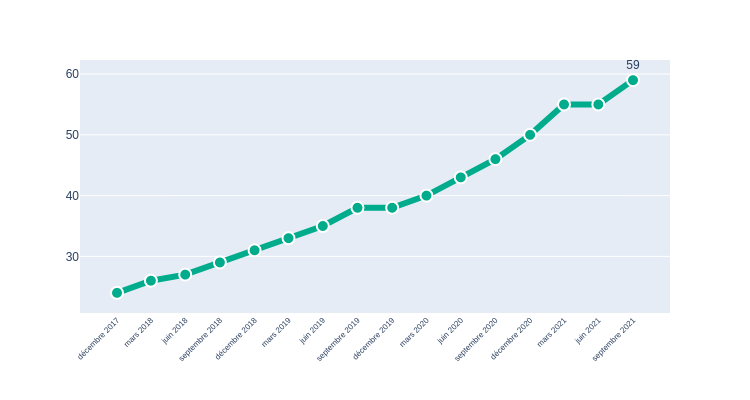 59
60
50
40
30
décembre 2017
mars 2018
juin 2018
septembre 2018
décembre 2018
mars 2019
juin 2019
septembre 2019
décembre 2019
mars 2020
juin 2020
septembre 2020
décembre 2020
mars 2021
juin 2021
septembre 2021